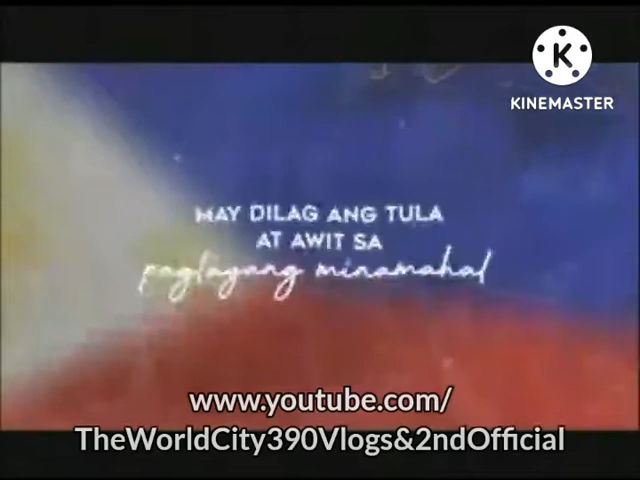 KINEMASTER
MAY DILAG ANG TULA
AT AWIT SA
paglayang minamahal
www.youtube.com/
TheWorldCity390Vlogs&2ndOfficial